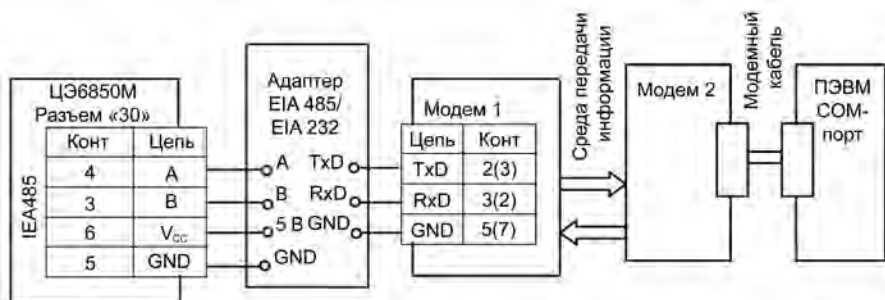 ЦЭ6850М
Разъем «30»
Конт Цепь
4 A
3 B
6 Vcc
5 GND
IEA485
Адаптер
EIA 485/
EIA 232
A TxD
B RxD
5 В GND
GND
Модем 1
Цепь Конт
TxD 2(3)
RxD 3(2)
GND 5(7)
Среда передачи
информации
Модем 2
Модемный
кабель
ПЭВМ
COM-
порт